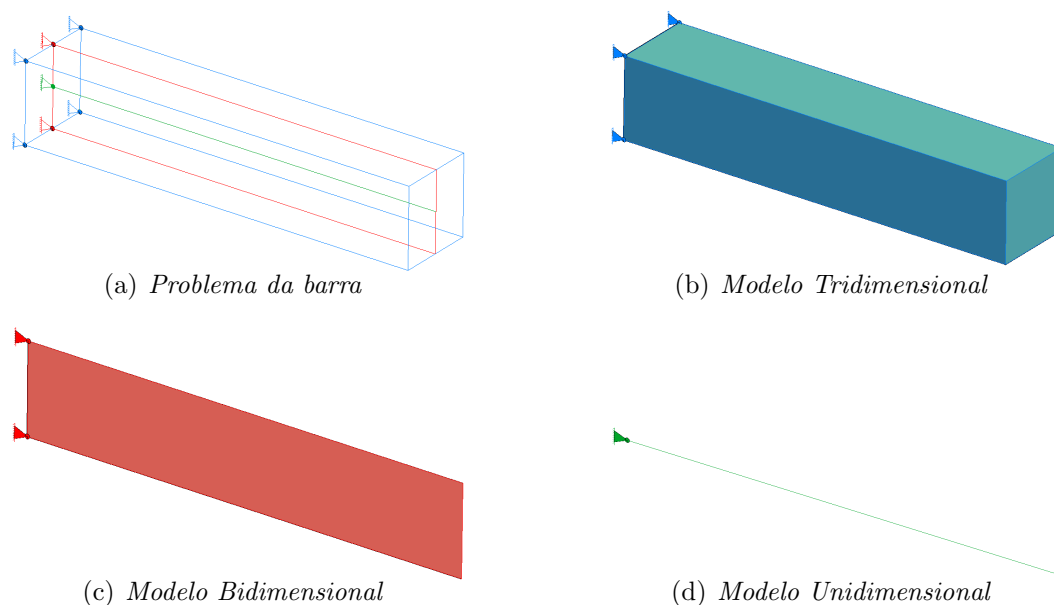 (a) Problema da barra
(b) Modelo Tridimensional
(c) Modelo Bidimensional
(d) Modelo Unidimensional